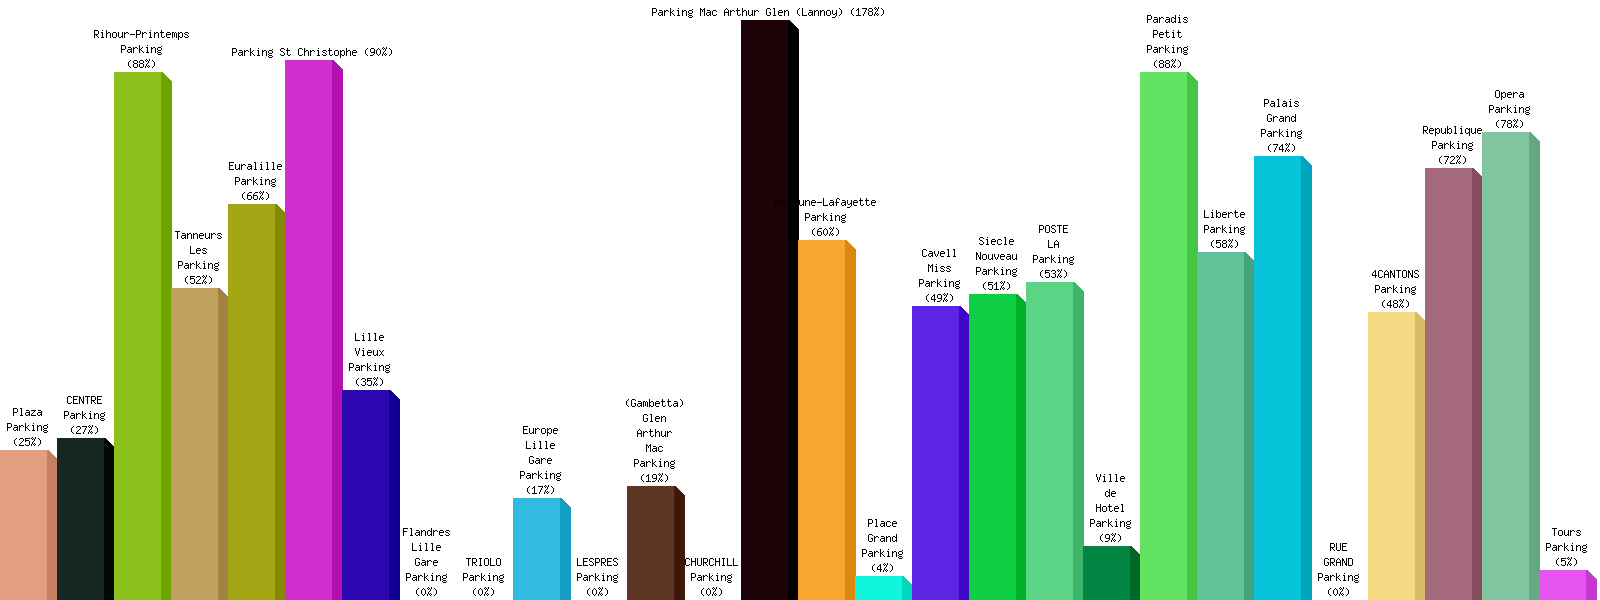 Plaza
Parking
(25%)
CENTRE
Parking
(27%)
Rihour-Printemps
Parking
(88%)
Tanneurs
Les
Parking
(52%)
Euralille
Parking
(66%)
Parking St Christophe (90%)
Lille
Vieux
Parking
(35%)
Flandres
Lille
Gare
Parking
(0%)
TRIOLO
Parking
(0%)
Europe
Lille
Gare
Parking
(17%)
LESPRES
Parking
(0%)
(Gambetta)
Glen
Arthur
Mac
Parking
(19%)
CHURCHILL
Parking
(0%)
Parking Mac Arthur Glen (Lannoy) (178%)
Parking
(60%)
Place
Grand
Parking
(4%)
Cavell
Miss
Parking
(49%)
Siecle
Nouveau
Parking
(51%)
POSTE
LA
Parking
(53%)
Ville
de
Hotel
Parking
(9%)
Paradis
Petit
Parking
(88%)
Liberte
Parking
(58%)
Palais
Grand
Parking
(74%)
RUE
GRAND
Parking
(0%)
4CANTONS
Parking
(48%)
Republique
Parking
(72%)
Opera
Parking
(78%)
Tours
Parking
(5%)